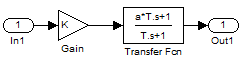 1
In1
K
Gain
a*T.s+1
T.s+1
Transfer Fcn
1
Out1